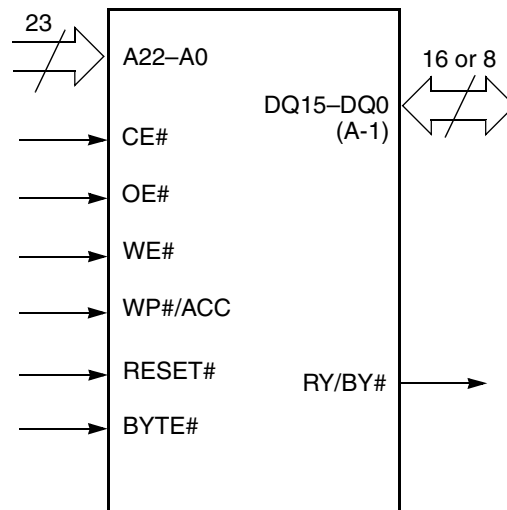 23
A22–A0
16 or 8
DQ15–DQ0
(A-1)
CE#
OE#
WE#
WP#/ACC
RESET#
RY/BY#
BYTE#